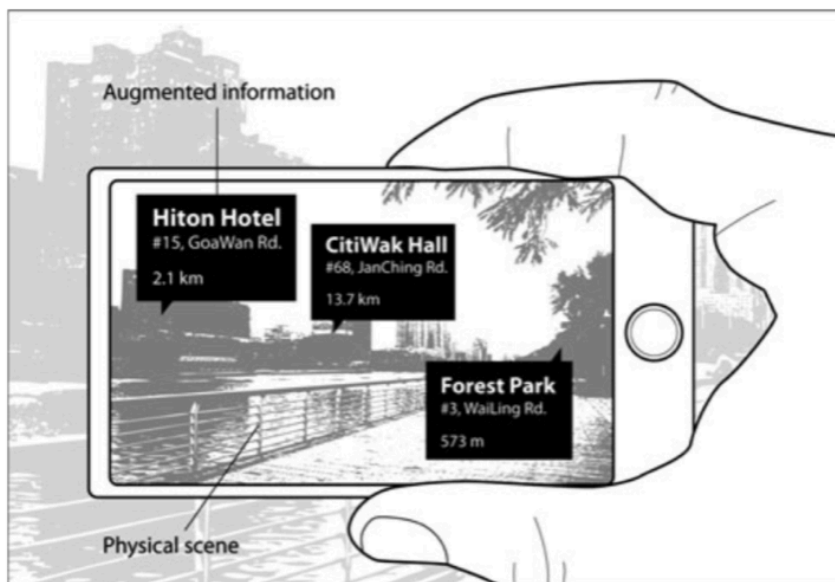 Augmented information
Hiton Hotel
#15, GoaWan Rd.
2.1 km
CitiWak Hall
#68, JanChing Rd.
13.7 km
Forest Park
#3, WaiLing Rd.
573 m
Physical scene